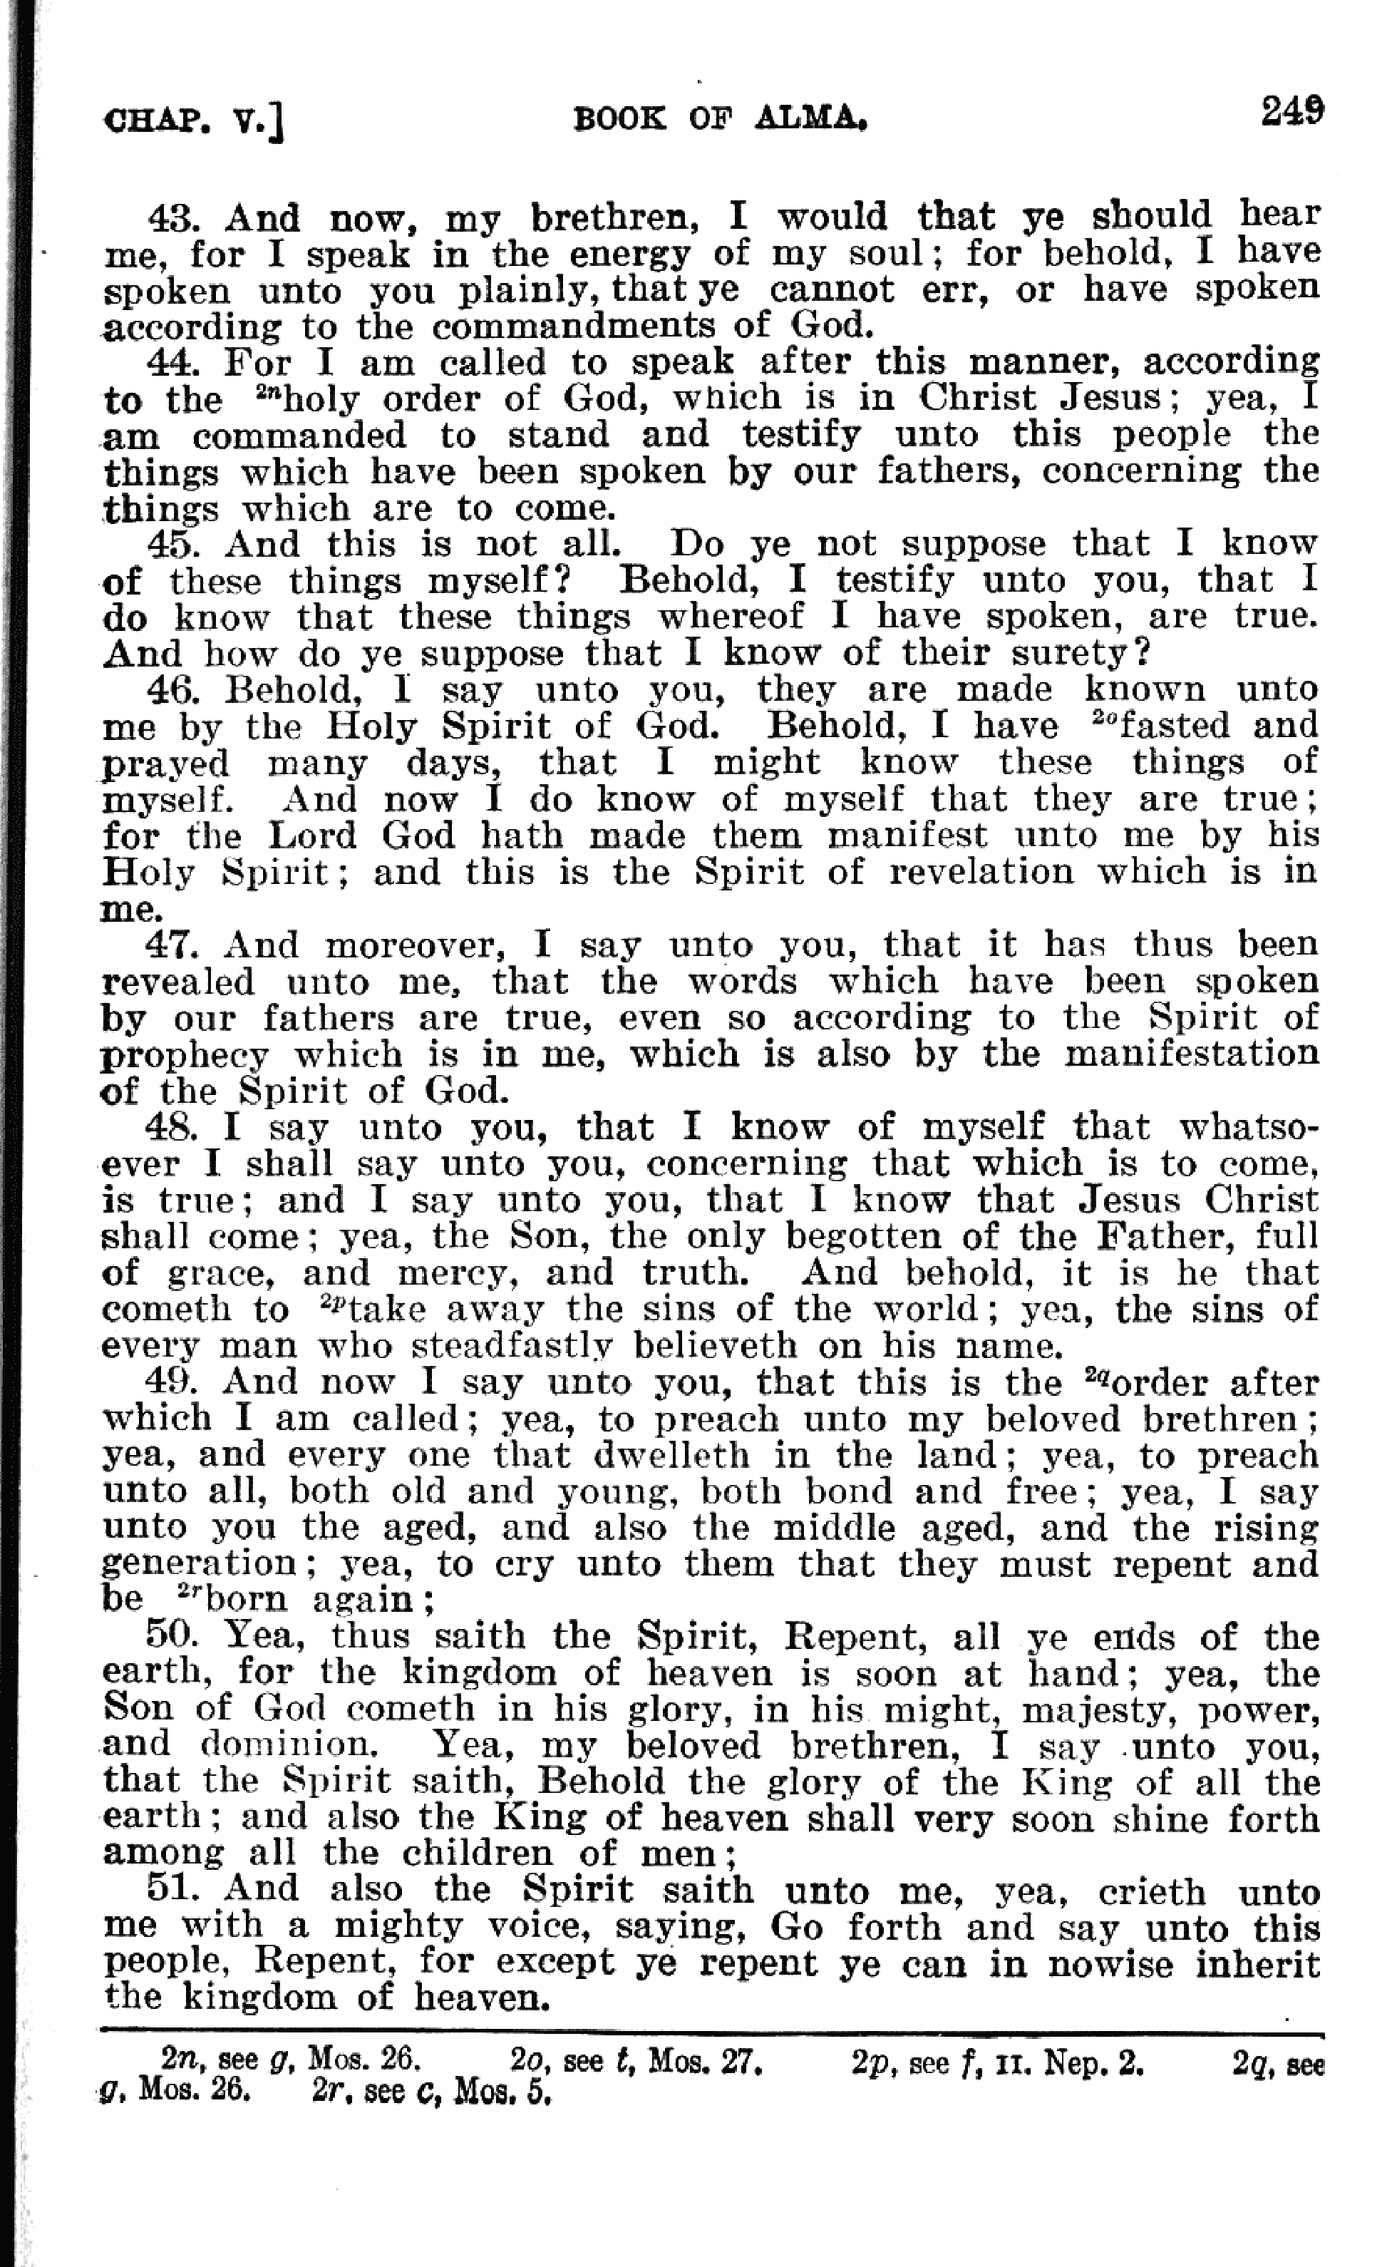 CHAP. V.] BOOK OF ALMA. 249
43. And now, my brethren, I would that ye should hear
me, for I speak in the energy of my soul; for behold, I have
spoken unto you plainly, that ye cannot err, or have spoken
according to the commandments of God.
44. For I am called to speak after this manner, according
to the 2nholy order of God, which is in Christ Jesus; yea, I
am commanded to stand and testify unto this people the
things which have been spoken by our fathers, concerning the
things which are to come.
45. And this is not all. Do ye not suppose that I know
of these things myself? Behold, I testify unto you, that I
do know that these things whereof I have spoken, are true.
And how do ye suppose that I know of their surety?
46. Behold, I say unto you, they are made known unto
me by the Holy Spirit of God. Behold, I have 2ofasted and
prayed many days, that I might know these things of
myself. And now I do know of myself that they are true;
for the Lord God hath made them manifest unto me by his
Holy Spirit; and this is the Spirit of revelation which is in
me.
47. And moreover, I say unto you, that it has thus been
revealed unto me, that the words which have been spoken
by our fathers are true, even so according to the Spirit of
prophecy which is in me, which is also by the manifestation
of the Spirit of God.
48. I say unto you, that I know of myself that whatso-
ever I shall say unto you, concerning that which is to come,
is true; and I say unto you, that I know that Jesus Christ
shall come; yea, the Son, the only begotten of the Father, full
of grace, and mercy, and truth. And behold, it is he that
cometh to 2ptake away the sins of the world; yea, the sins of
every man who steadfastly believeth on his name.
49. And now I say unto you, that this is the 2qorder after
which I am called; yea, to preach unto my beloved brethren;
yea, and every one that dwelleth in the land; yea, to preach
unto all, both old and young, both bond and free; yea, I say
unto you the aged, and also the middle aged, and the rising
generation; yea, to cry unto them that they must repent and
be 2rborn again;
50. Yea, thus saith the Spirit, Repent, all ye ends of the
earth, for the kingdom of heaven is soon at hand; yea, the
Son of God cometh in his glory, in his might, majesty, power,
and dominion. Yea, my beloved brethren, I say unto you,
that the Spirit saith, Behold the glory of the King of all the
earth; and also the King of heaven shall very soon shine forth
among all the children of men;
51. And also the Spirit saith unto me, yea, crieth unto
me with a mighty voice, saying, Go forth and say unto this
people, Repent, for except ye repent ye can in nowise inherit
the kingdom of heaven.
2n, see g, Mos. 26. 2o, see t, Mos. 27. 2p, see f, II. Nep. 2. 2q, see
g, Mos. 26. 2r, see c, Mos. 5.